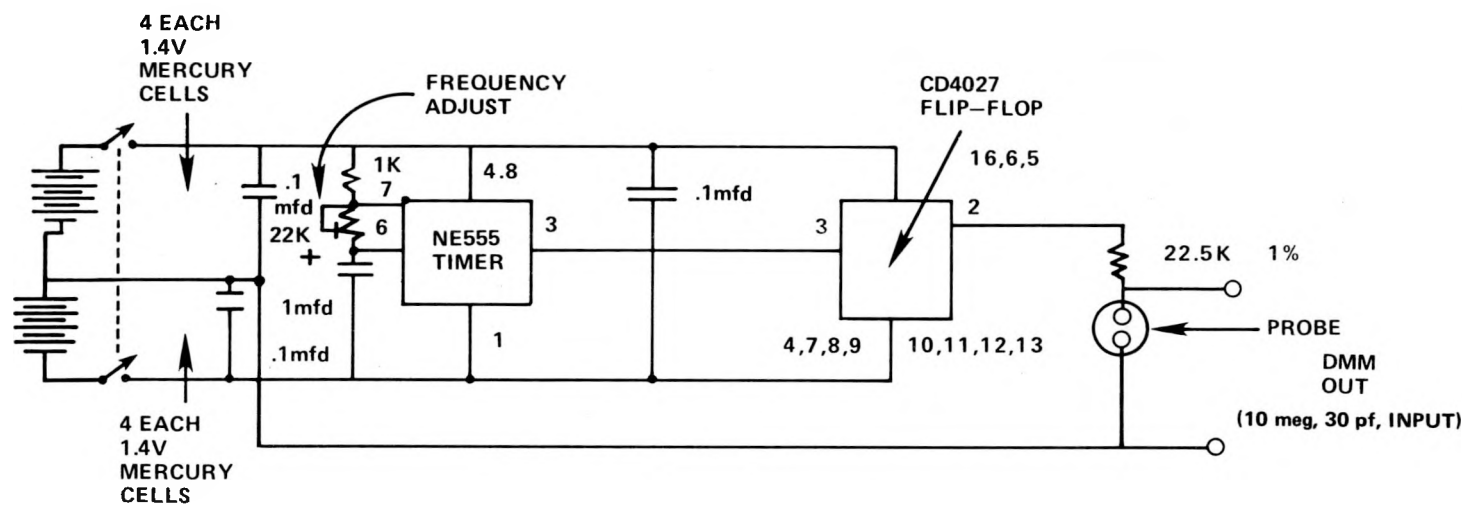 4 EACH
1.4V
MERCURY
CELLS
FREQUENCY
ADJUST
CD4027
FLIP–FLOP
16,6,5
.1
mfd
1K
7
22K
6
+
4.8
NE555
TIMER
3
.1mfd
3
2
22.5K 1%
1mfd
.1mfd
1
4,7,8,9
10,11,12,13
PROBE
DMM
OUT
(10 meg, 30 pf, INPUT)
4 EACH
1.4V
MERCURY
CELLS